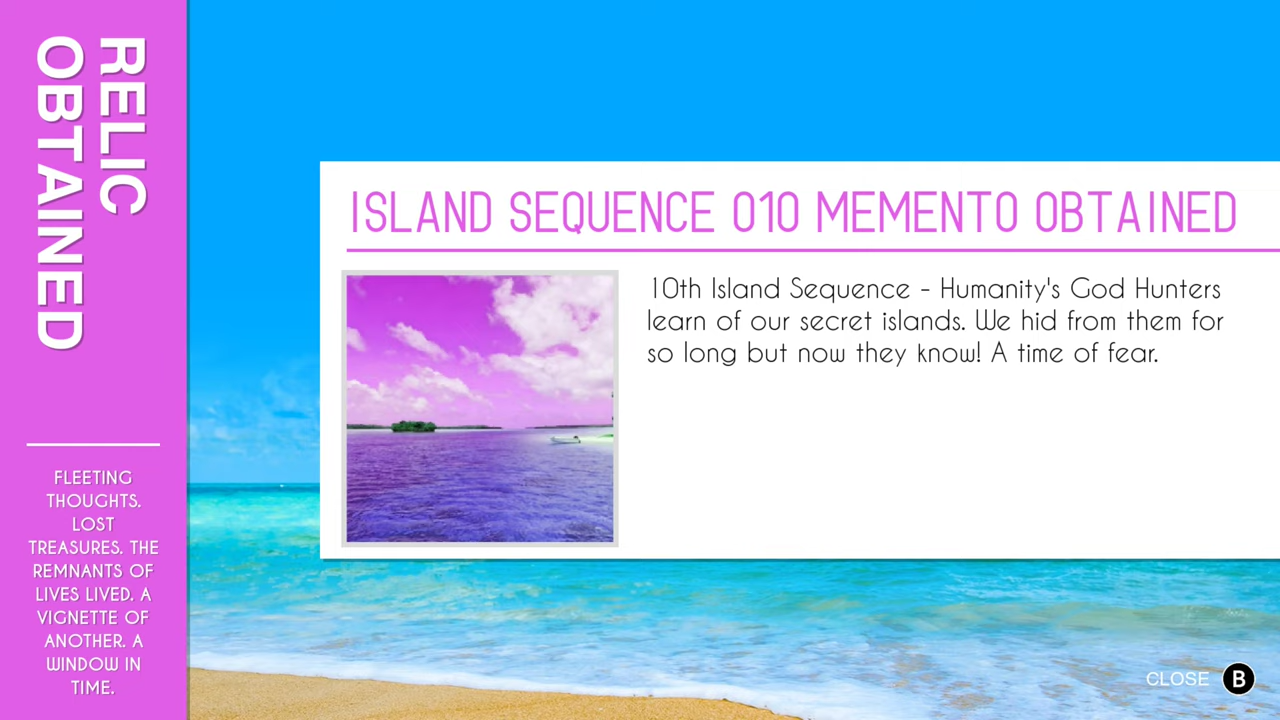 RELIC
OBTAINED
FLEETING
THOUGHTS.
LOST
TREASURES. THE
REMNANTS OF
LIVES LIVED. A
VIGNETTE OF
ANOTHER. A
WINDOW IN
TIME.
ISLAND SEQUENCE 010 MEMENTO OBTAINED
10th Island Sequence - Humanity's God Hunters
learn of our secret islands. We hid from them for
so long but now they know! A time of fear.
CLOSE B